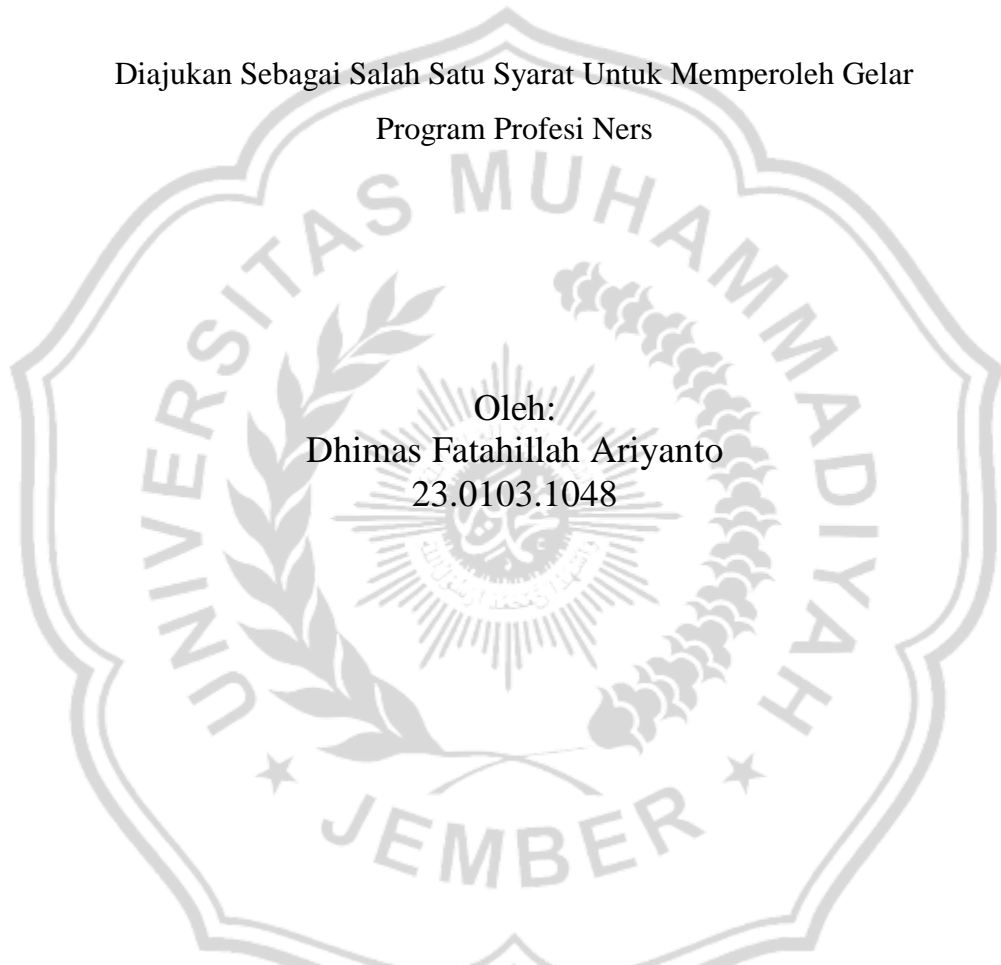 Diajukan Sebagai Salah Satu Syarat Untuk Memperoleh Gelar
Program Profesi Ners
UNIVERSITAS MUHAMMADIYAH
Oleh:
Dhimas Fatahillah Ariyanto
23.0103.1048
JEMBER